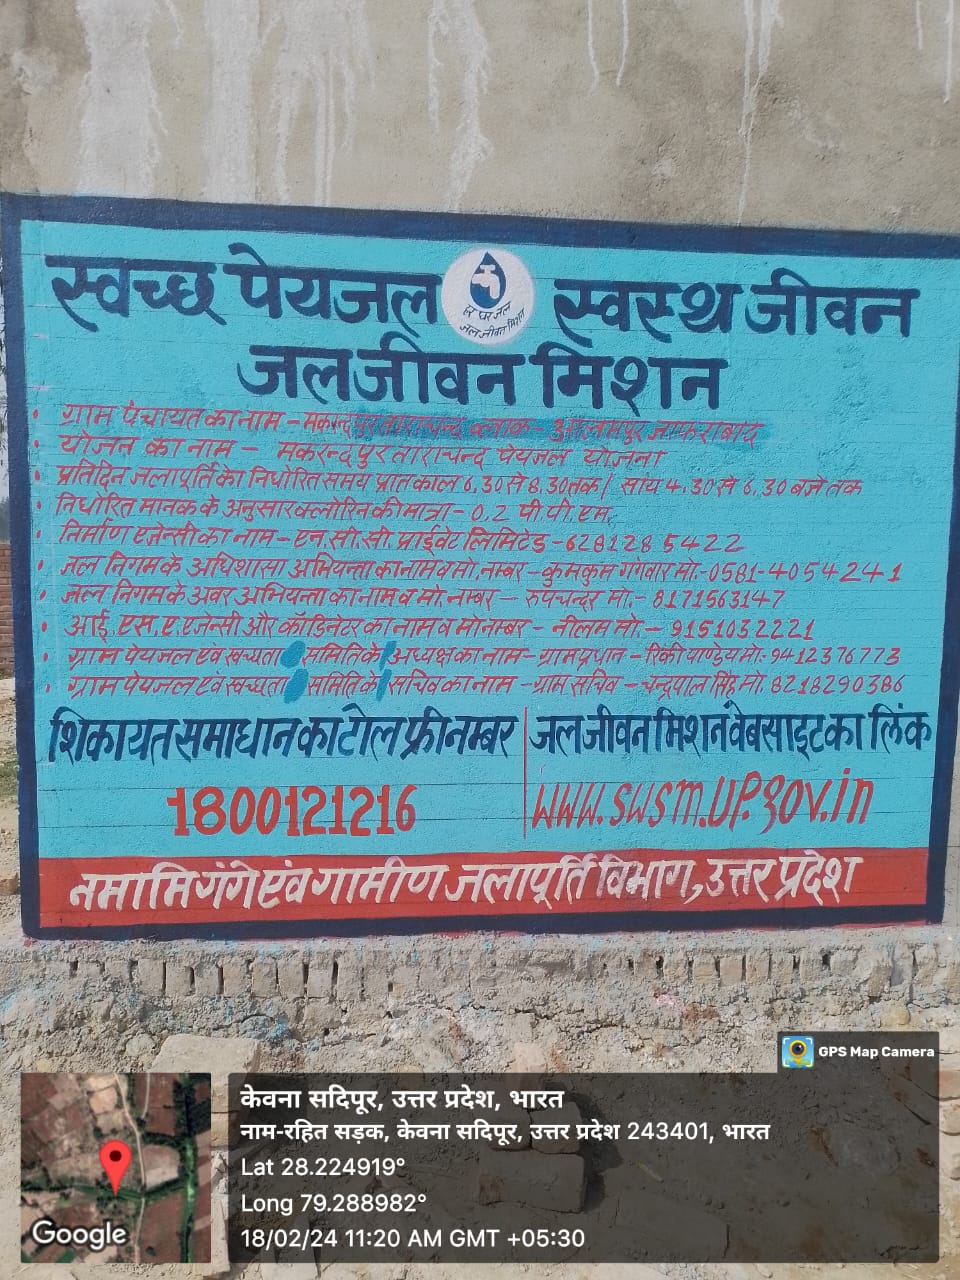 स्वच्छ पेयजल स्वस्थ जीवन
हर घर जल
जल जीवन मिशन
जल जीवन मिशन
• ग्राम पंचायत का नाम - मकरन्दपुर ताराचन्द ब्लाक - आलमपुर जाफराबाद
• योजन का नाम - मकरन्दपुर ताराचन्द पेयजल योजना
• प्रतिदिन जलापूर्ति का निर्धारित समय प्रातकाल 6.30 से 8.30 तक / सांय 4.30 से 6.30 बजे तक
• निर्धारित मानक के अनुसार क्लोरिन की मात्रा - 0.2 पी.पी.एम.
• निर्माण एजेन्सी का नाम - एन.सी.सी. प्राईवेट लिमिटेड - 6281285422
• जल निगम के अधिशासी अभियन्ता का नाम व मो. नम्बर - कुमकुम गंगवार मो:- 0581-4054241
• जल निगम के अवर अभियन्ता का नाम व मो. नाम्बर - रुपचन्दर मो.- 8171563147
• आई.एस.ए. एजेन्सी और कॉडिनेटर का नाम व मो नम्बर - नीलम मो.- 9151032221
• ग्राम पेयजल एंव स्वच्छता समिति के अध्यक्ष का नाम - ग्राम प्रधान - रिंकी पाण्डेय मो:- 9412376773
• ग्राम पेयजल एंव स्वच्छता समिति के सचिव का नाम - ग्राम सचिव - चन्द्रपाल सिंह मो. 8218290386
शिकायत समाधान का टोल फ्री नम्बर
1800121216
जल जीवन मिशन वेबसाइट का लिंक
www.swsm.up.gov.in
नमामि गंगे एंव गामीण जलापूर्ति विभाग, उत्तर प्रदेश
GPS Map Camera
केवना सदिपूर, उत्तर प्रदेश, भारत
नाम-रहित सड़क, केवना सदिपूर, उत्तर प्रदेश 243401, भारत
Lat 28.224919°
Long 79.288982°
18/02/24 11:20 AM GMT +05:30
Google